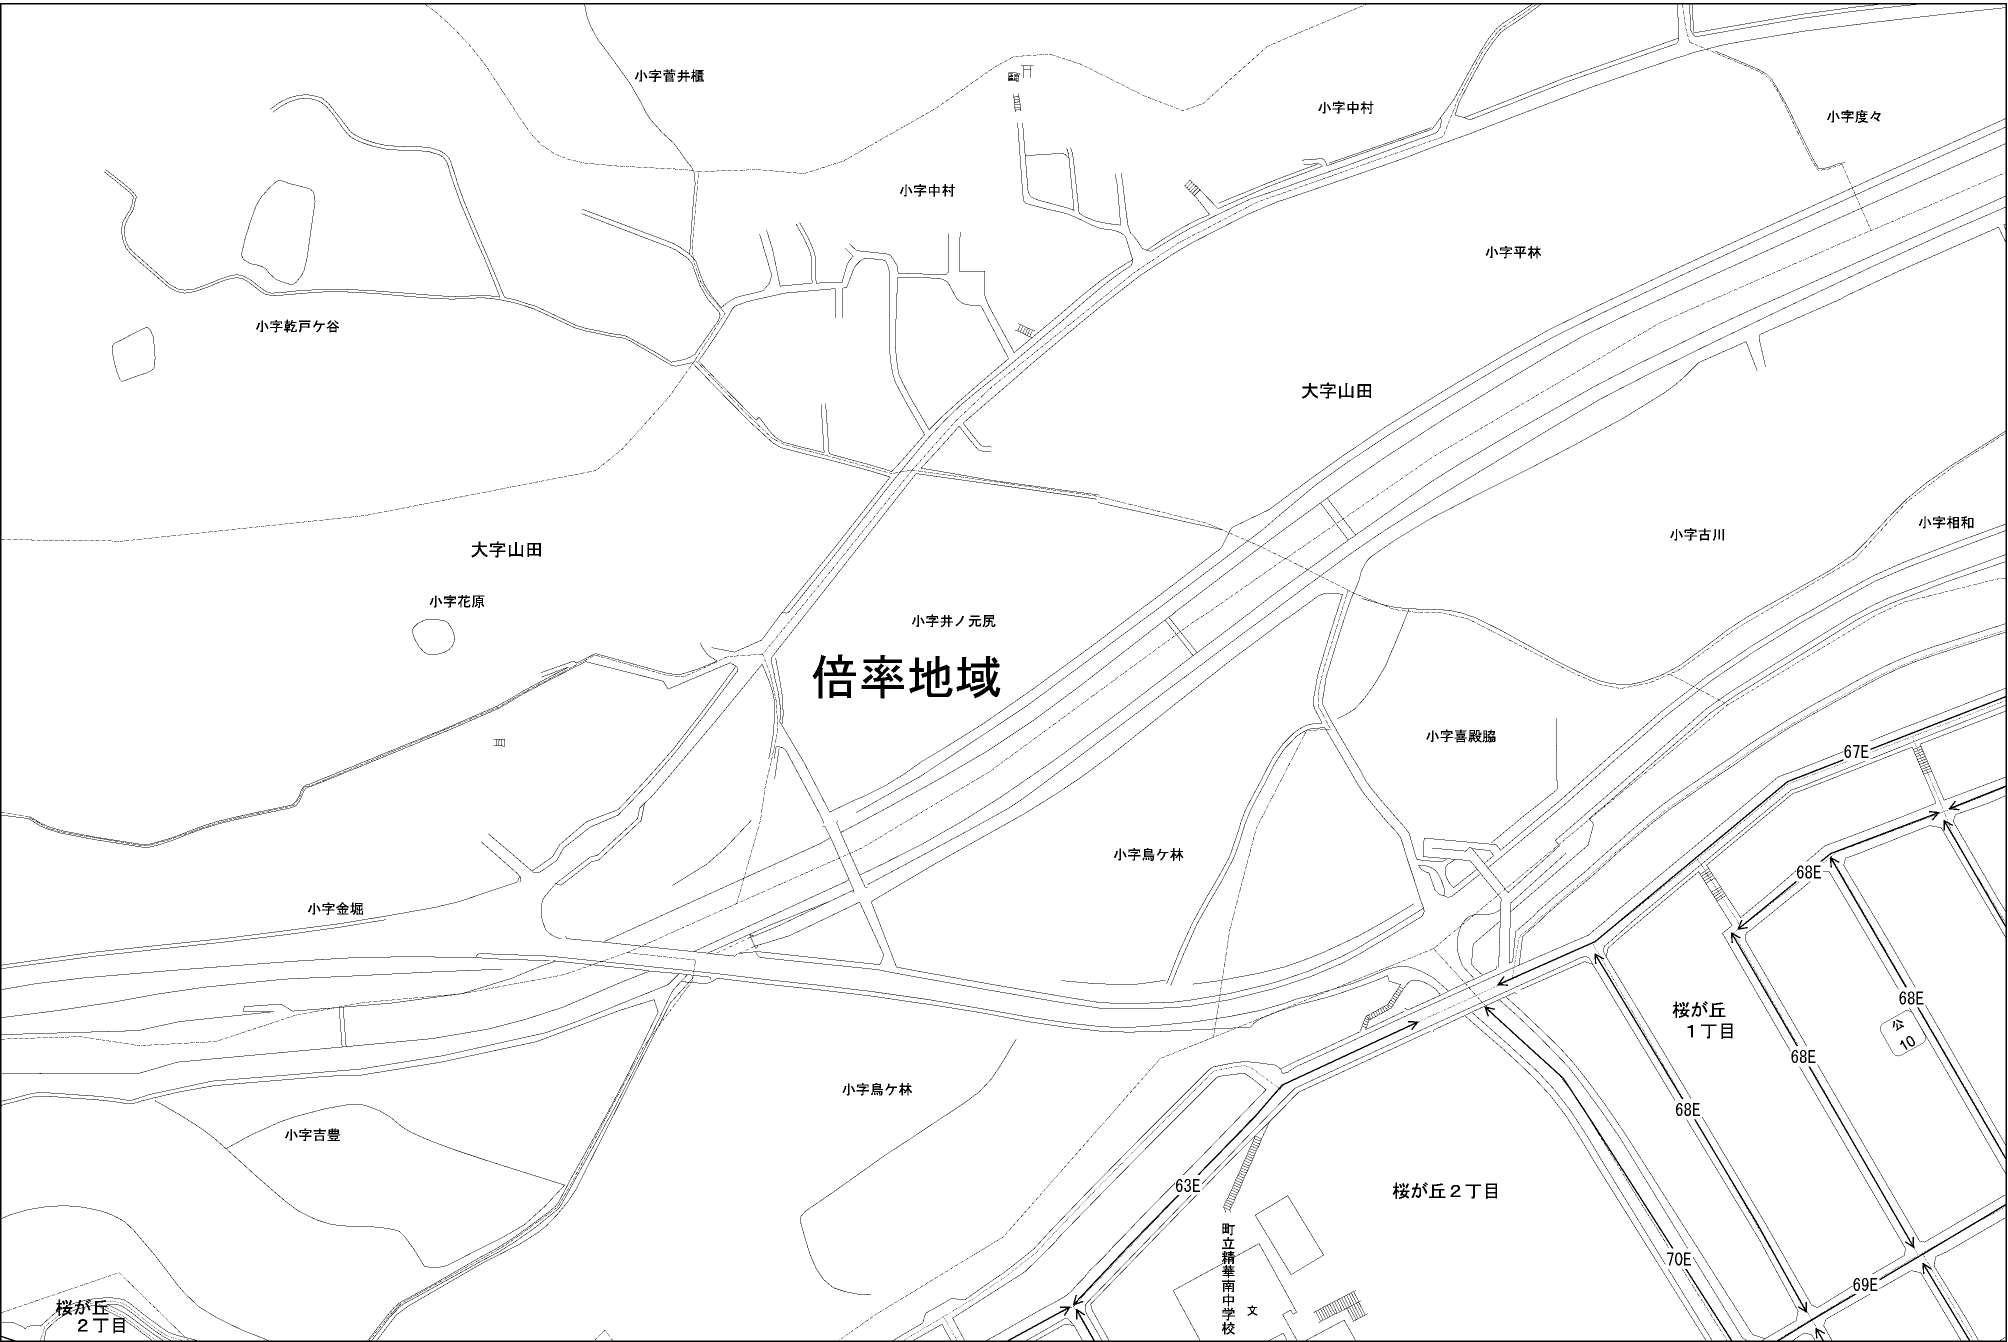 小字菅井櫃
小字中村
小字度々
小字中村
小字平林
小字乾戸ケ谷
大字山田
小字相和
小字古川
大字山田
小字花原
小字井ノ元尻
倍率地域
小字喜殿脇
67E
小字烏ケ林
68E
小字金堀
68E
桜が丘
1丁目
公
10
68E
68E
小字烏ケ林
68E
小字吉豊
63E
桜が丘2丁目
町立精華南中学校
文
70E
69E
桜が丘
2丁目